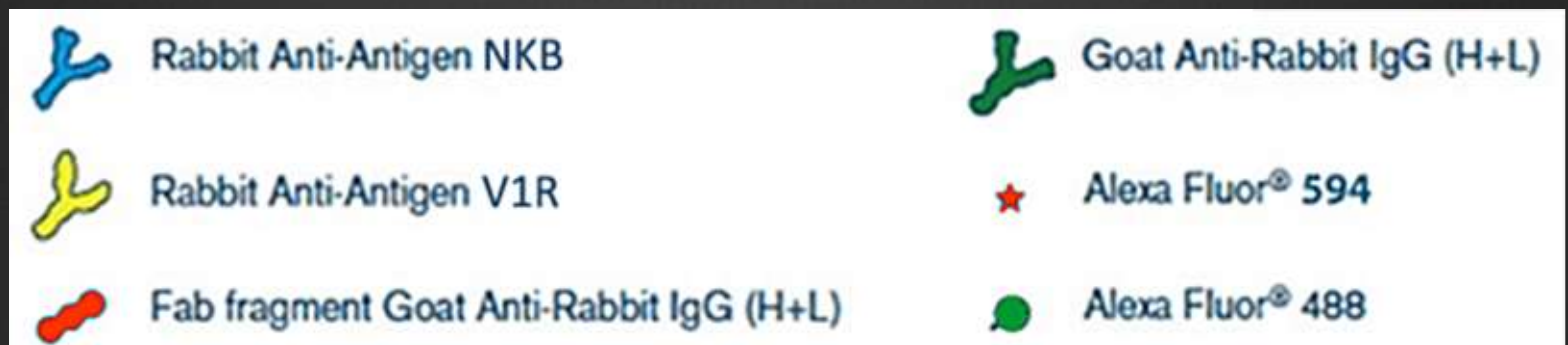 Rabbit Anti-Antigen NKB
Goat Anti-Rabbit IgG (H+L)
Rabbit Anti-Antigen V1R
Alexa Fluor® 594
Fab fragment Goat Anti-Rabbit IgG (H+L)
Alexa Fluor® 488